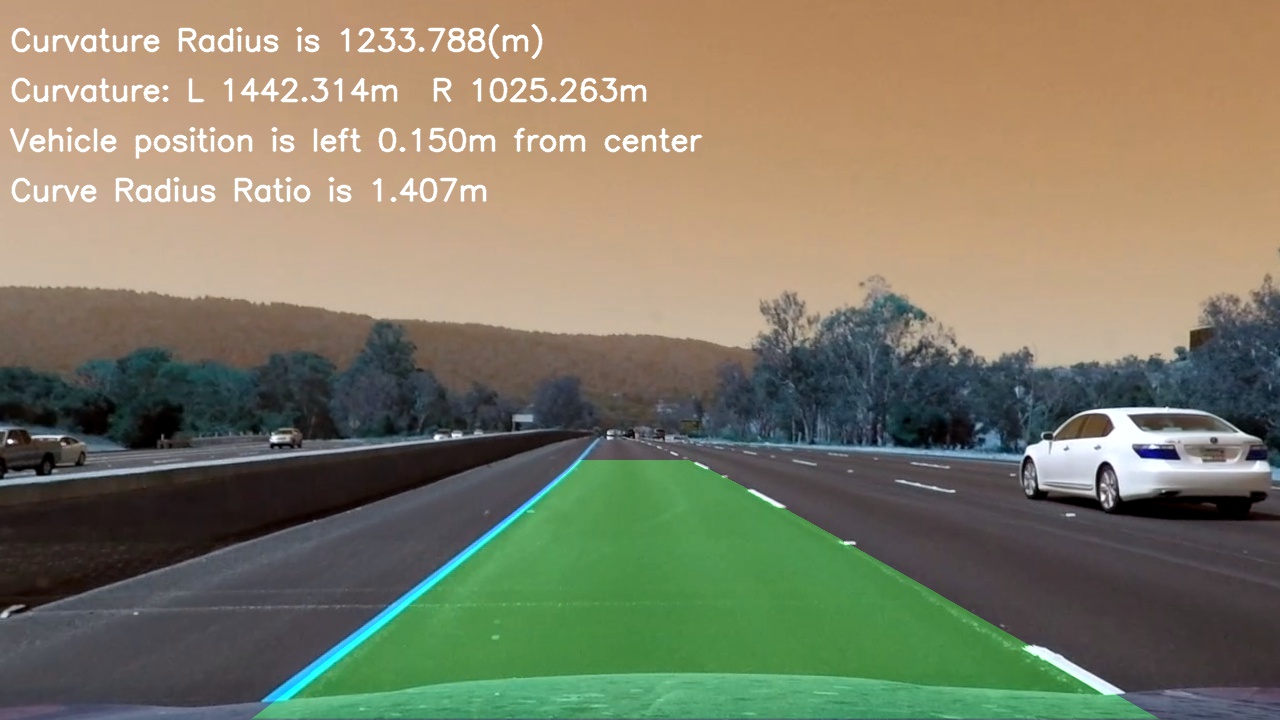 Curvature Radius is 1233.788(m)
Curvature: L 1442.314m R 1025.263m
Vehicle position is left 0.150m from center
Curve Radius Ratio is 1.407m